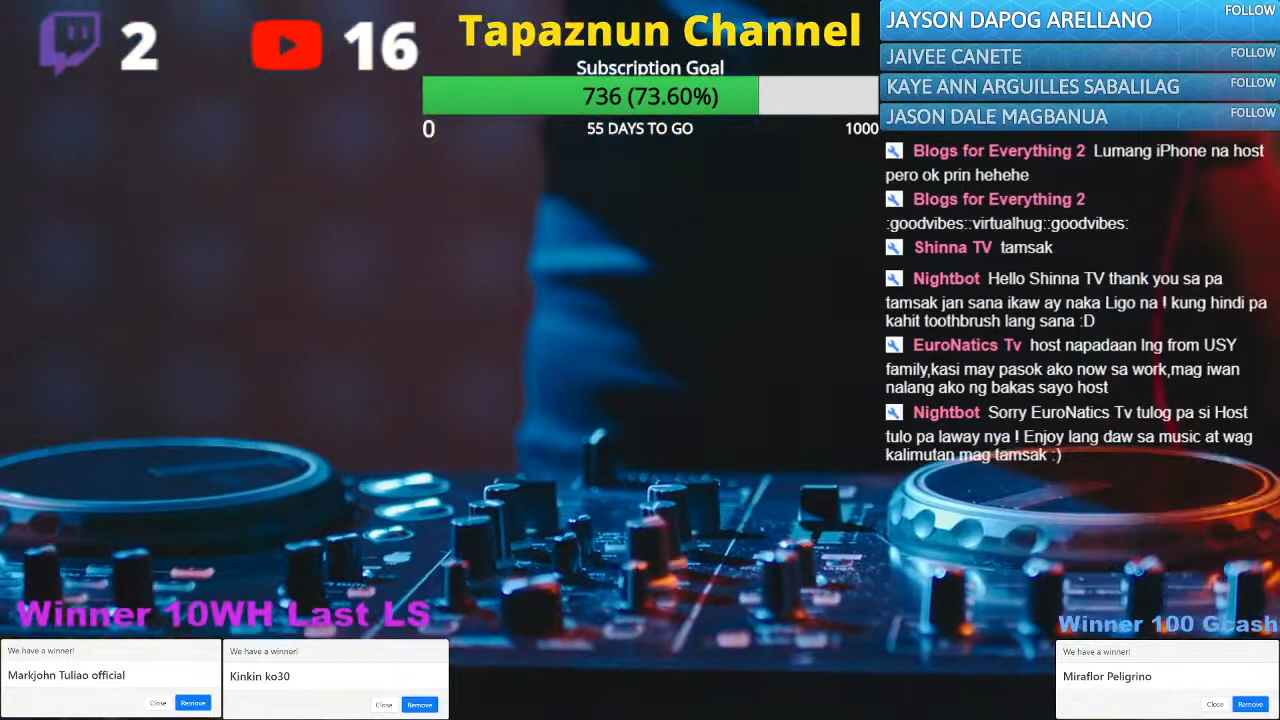 2
16
Tapaznun Channel
Subscription Goal
736 (73.60%)
0
55 DAYS TO GO
1000
JAYSON DAPOG ARELLANO FOLLOW
JAIVEE CANETE FOLLOW
KAYE ANN ARGUILLES SABALILAG FOLLOW
JASON DALE MAGBANUA FOLLOW
Blogs for Everything 2 Lumang iPhone na host
pero ok prin hehehe
Blogs for Everything 2
:goodvibes::virtualhug::goodvibes:
Shinna TV tamsak
Nightbot Hello Shinna TV thank you sa pa
tamsak jan sana ikaw ay naka Ligo na ! kung hindi pa
kahit toothbrush lang sana :D
EuroNatics Tv host napadaan lng from USY
family,kasi may pasok ako now sa work,mag iwan
nalang ako ng bakas sayo host
Nightbot Sorry EuroNatics Tv tulog pa si Host
tulo pa laway nya ! Enjoy lang daw sa music at wag
kalimutan mag tamsak :)
Winner 10WH Last LS
We have a winner!
Markjohn Tuliao official
Close Remove
We have a winner!
Kinkin ko30
Close Remove
Winner 100 Gcash
We have a winner!
Miraflor Peligrino
Close Remove